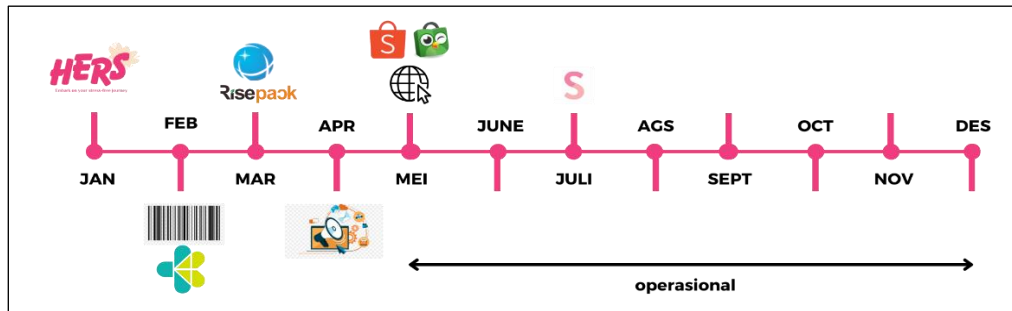 HERS
Risepack
S
S
FEB
APR
JUNE
AGS
OCT
DES
JAN
MAR
MEI
JULI
SEPT
NOV
operasional